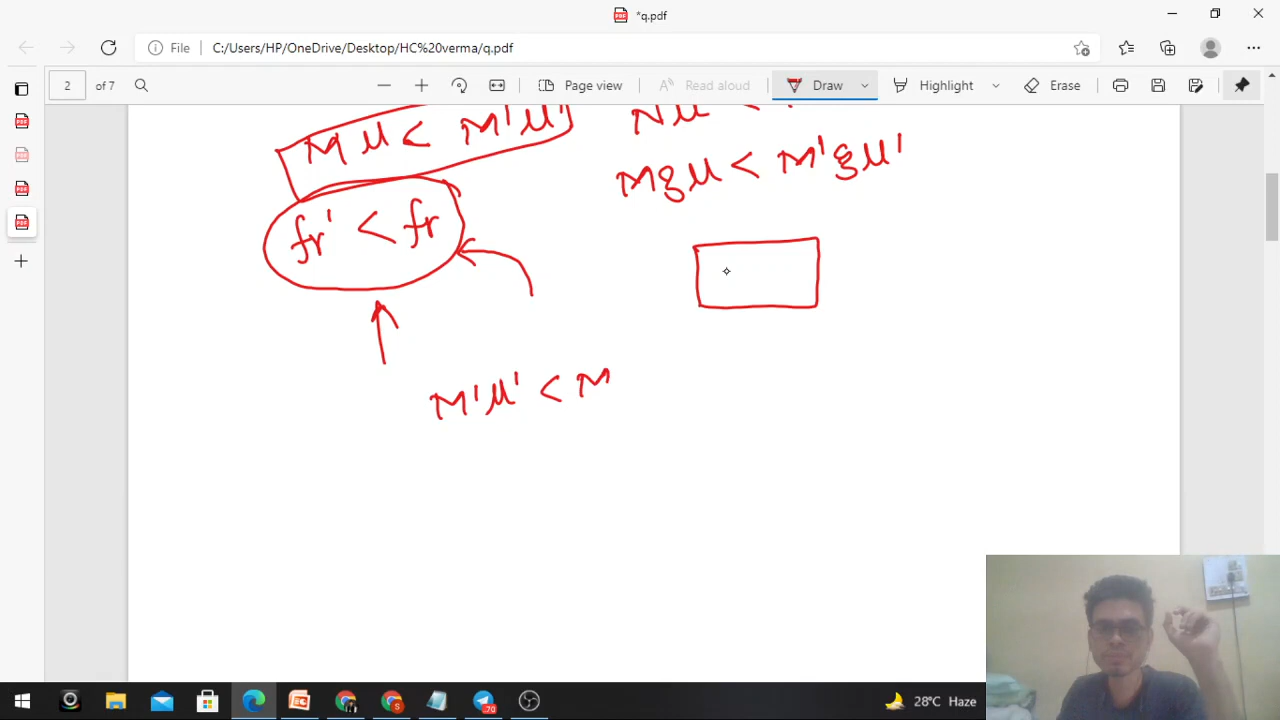 *q.pdf
File C:/Users/HP/OneDrive/Desktop/HC%20verma/q.pdf
2 of 7 Page view Read aloud Draw Highlight Erase
Mμ < M'μ'
Nμ <
Mgμ < M'gμ'
fr' < fr
M'μ' < M
28°C Haze